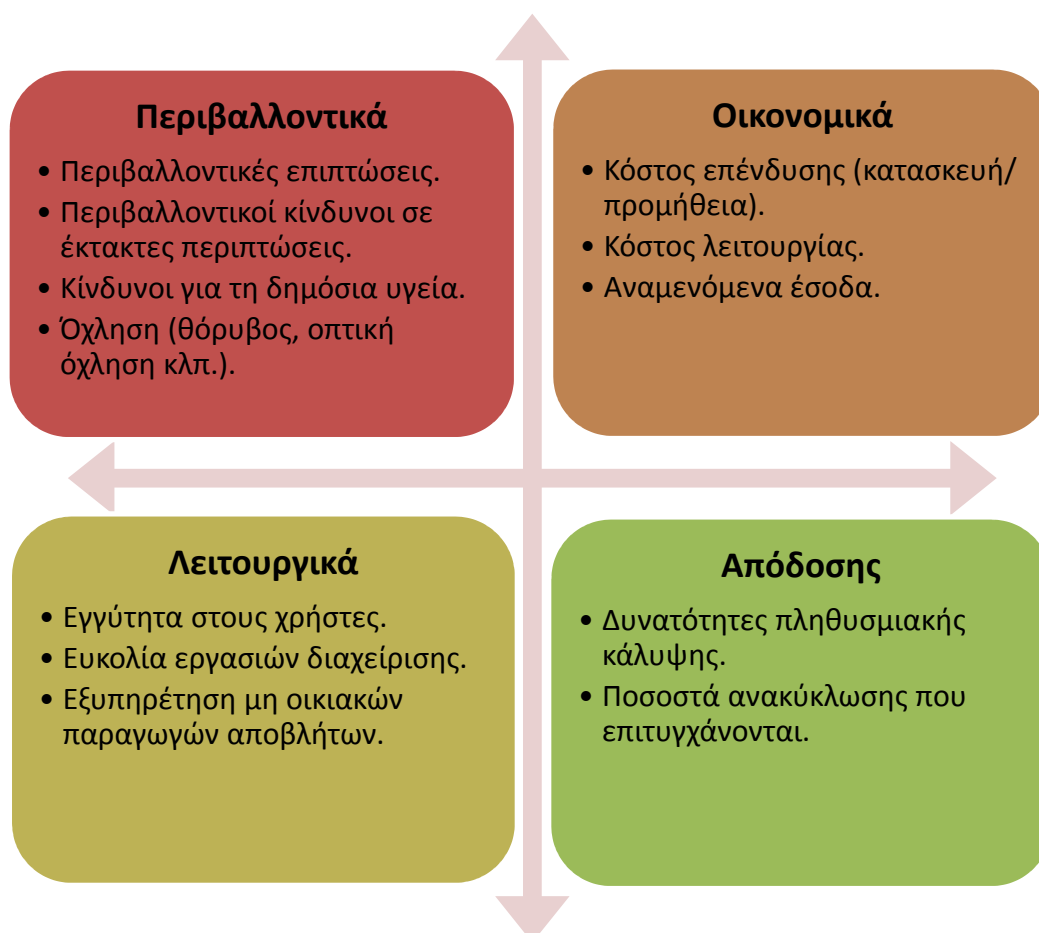 Περιβαλλοντικά
• Περιβαλλοντικές επιπτώσεις.
• Περιβαλλοντικοί κίνδυνοι σε
έκτακτες περιπτώσεις.
• Κίνδυνοι για τη δημόσια υγεία.
• Όχληση (θόρυβος, οπτική
όχληση κλπ.).
Οικονομικά
• Κόστος επένδυσης (κατασκευή/
προμήθεια).
• Κόστος λειτουργίας.
• Αναμενόμενα έσοδα.
Λειτουργικά
• Εγγύτητα στους χρήστες.
• Ευκολία εργασιών διαχείρισης.
• Εξυπηρέτηση μη οικιακών
παραγωγών αποβλήτων.
Απόδοσης
• Δυνατότητες πληθυσμιακής
κάλυψης.
• Ποσοστά ανακύκλωσης που
επιτυγχάνονται.